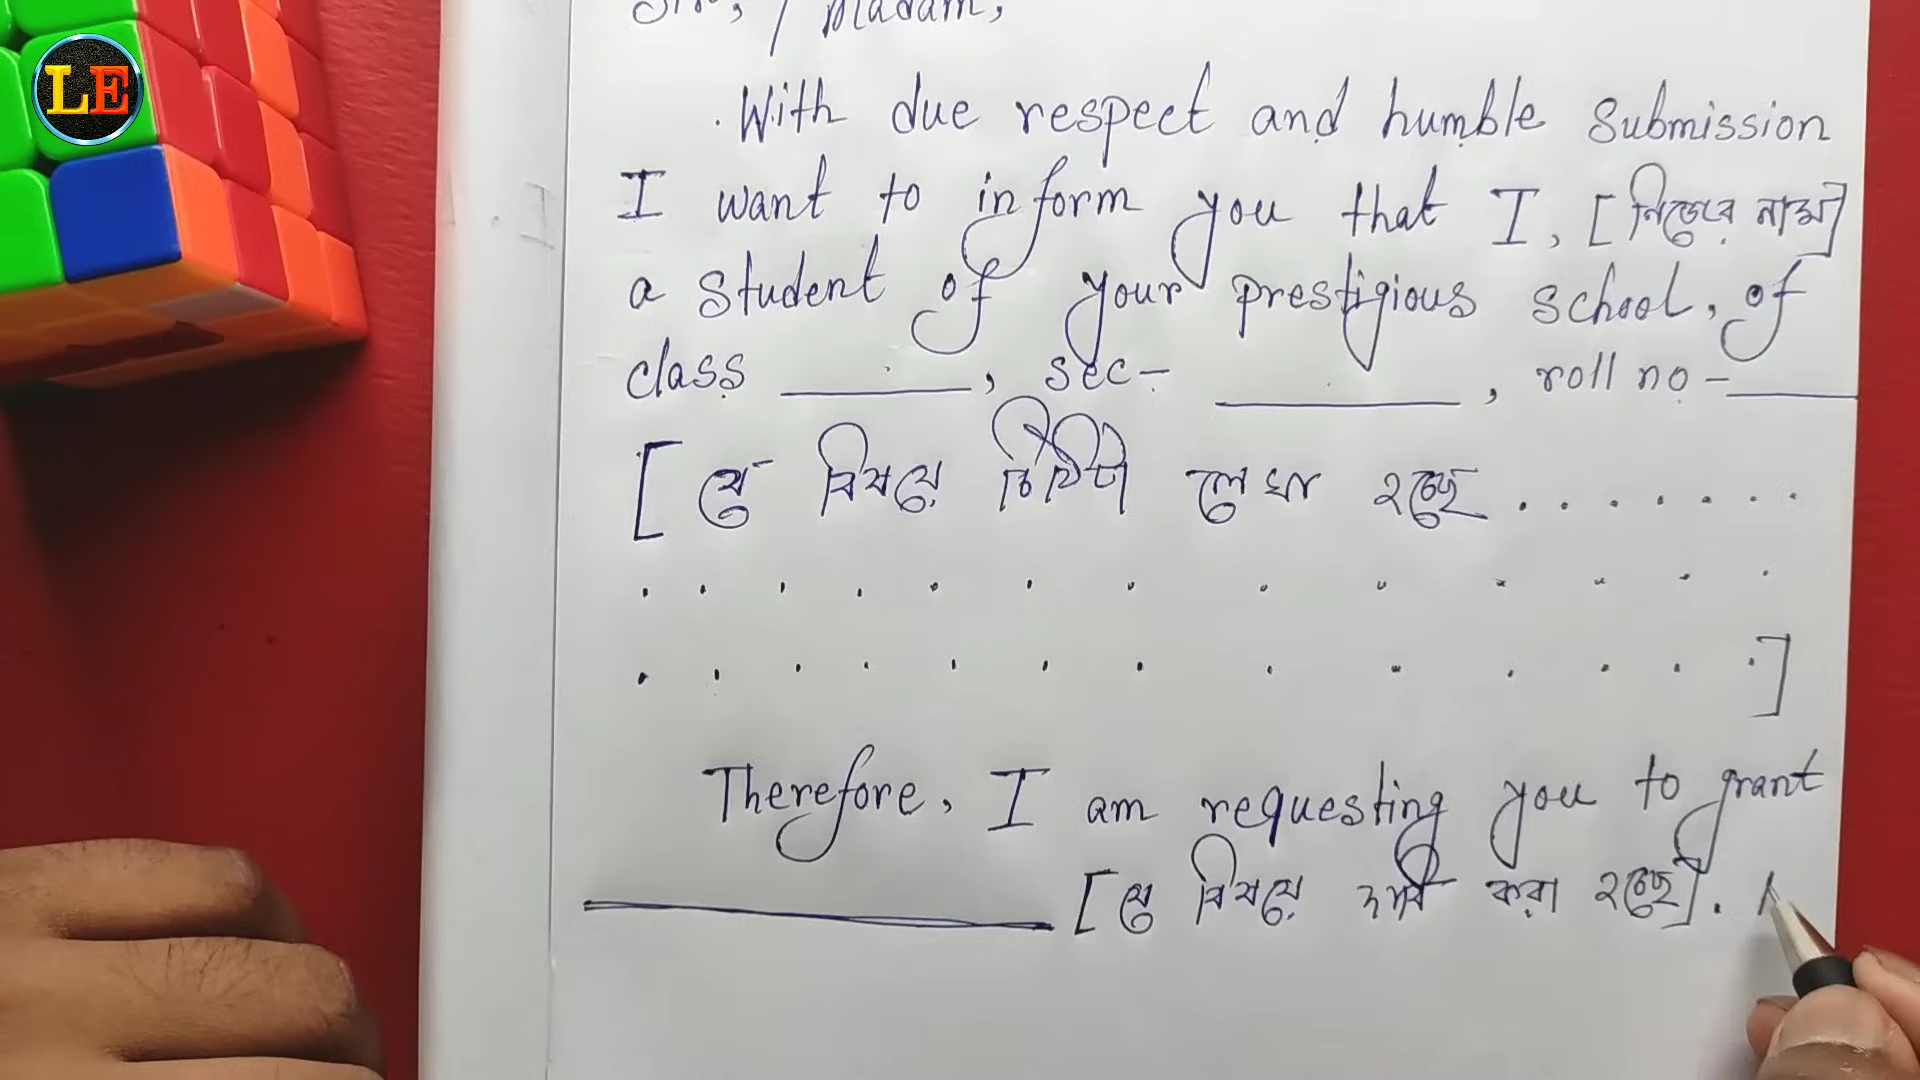 LE
Sir, / Madam,
With due respect and humble submission
I want to inform you that I, [নিজের নাম]
a student of your prestigious school, of
class ______, sec- ______, roll no - ______
[ যে বিষয়ে চিঠিটা লেখা হচ্ছে .......
. . . . . . . . . . . .
. . . . . . . . . . . . ]
Therefore, I am requesting you to grant
______ [যে বিষয়ে দাবি করা হচ্ছে].